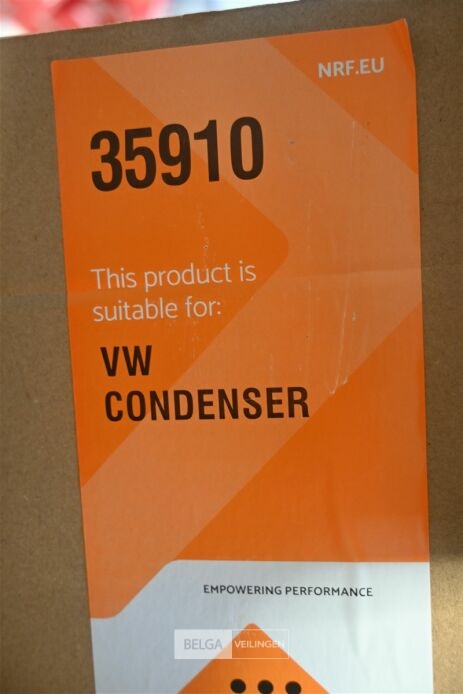 NRF.EU
35910
This product is
suitable for:
VW
CONDENSER
EMPOWERING PERFORMANCE
BELGA VEILINGEN